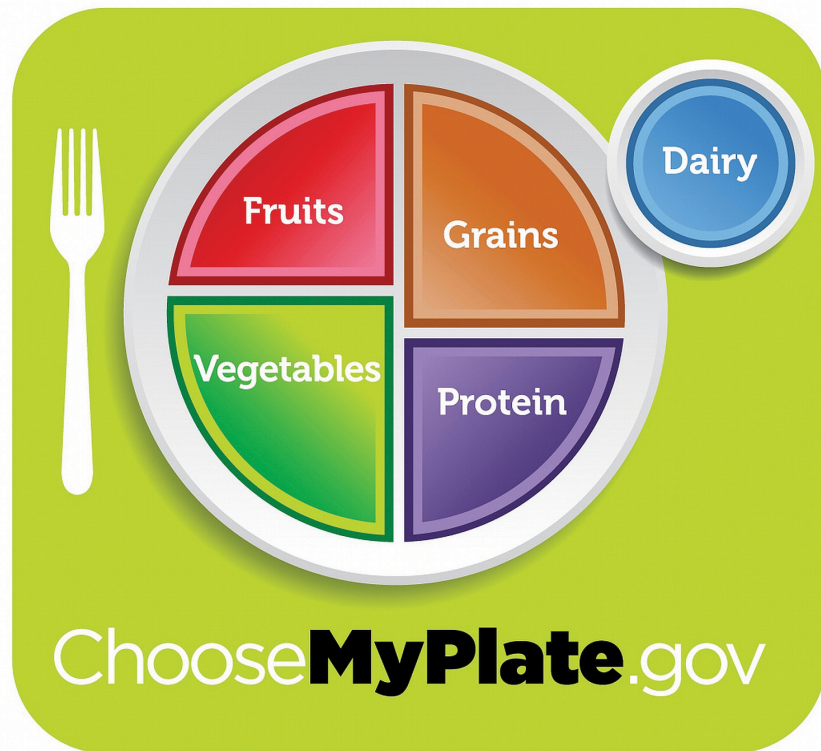 Dairy
Fruits
Grains
Vegetables
Protein
ChooseMyPlate.gov